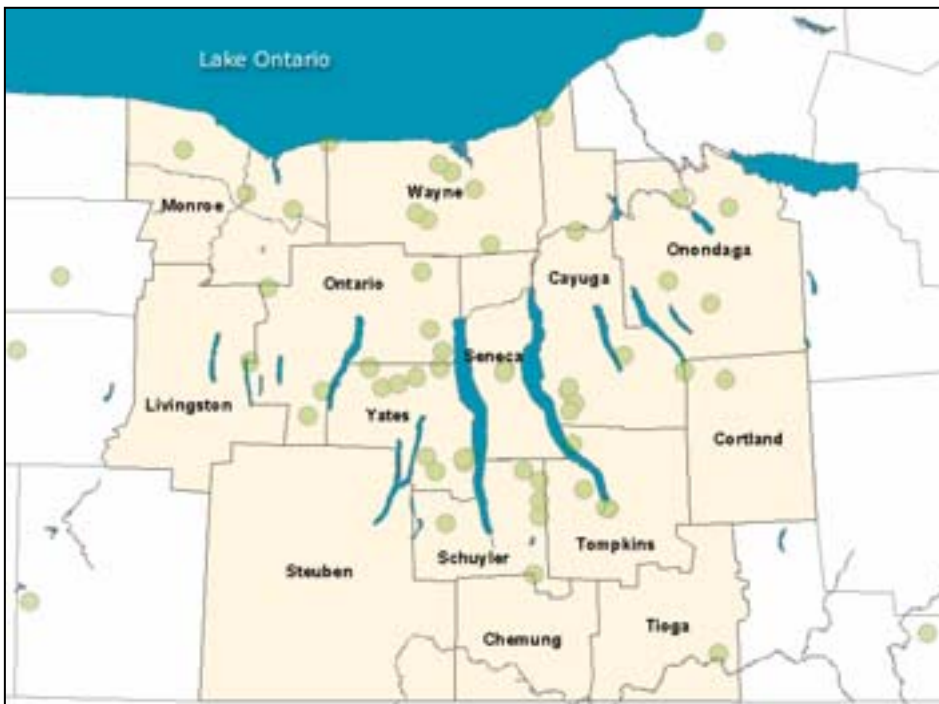 Lake Ontario
Wayne
Monroe
Onondaga
Ontario
Cayuga
Seneca
Livingston
Yates
Cortland
Schuyler
Tompkins
Steuben
Chemung
Tioga